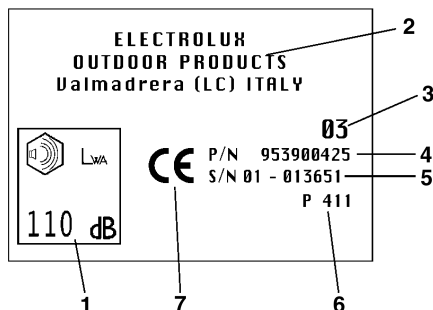 ELECTROLUX
OUTDOOR PRODUCTS
Valmadrera (LC) ITALY
2
03
3
LWA
CE
P/N 953900425
4
S/N 01 - 013651
5
P 411
110 dB
1
7
6